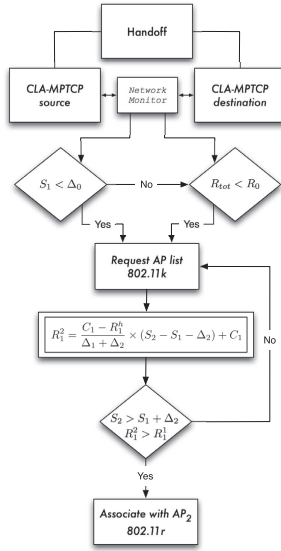 Handoff
CLA-MPTCP
source
Network
Monitor
CLA-MPTCP
destination
S₁ < Δ₀
No
R_tot < R₀
Yes
Yes
Request AP list
802.11k
R₁² = (C₁ − R₁ʰ)/(Δ₁ + Δ₂) × (S₂ − S₁ − Δ₂) + C₁
No
S₂ > S₁ + Δ₂
R₁² > R₁¹
Yes
Associate with AP₂
802.11r